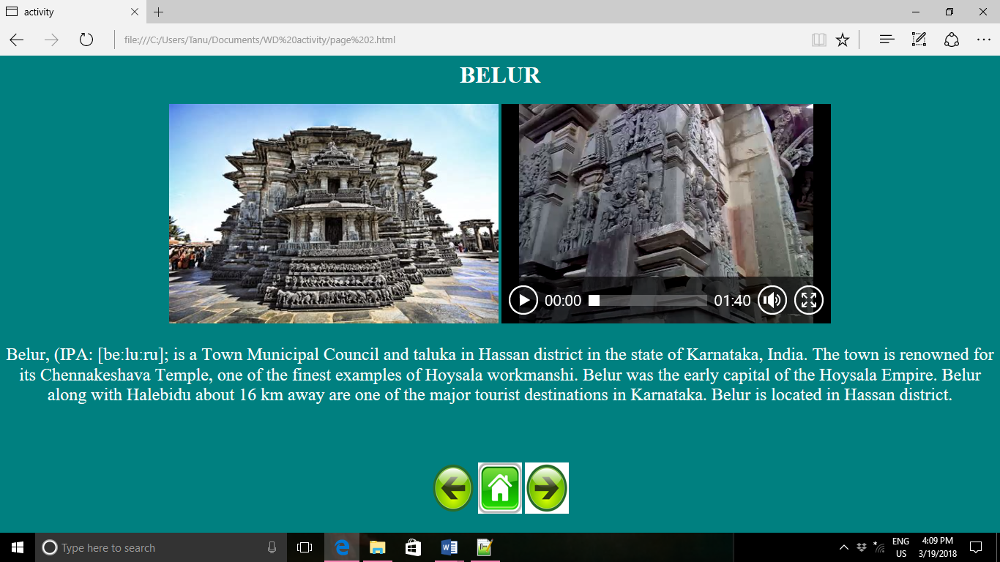 activity
file:///C:/Users/Tanu/Documents/WD%20activity/page%202.html
BELUR
00:00
01:40
Belur, (IPA: [beːluːru]; is a Town Municipal Council and taluka in Hassan district in the state of Karnataka, India. The town is renowned for
its Chennakeshava Temple, one of the finest examples of Hoysala workmanshi. Belur was the early capital of the Hoysala Empire. Belur
along with Halebidu about 16 km away are one of the major tourist destinations in Karnataka. Belur is located in Hassan district.
Type here to search
ENG
US
4:09 PM
3/19/2018